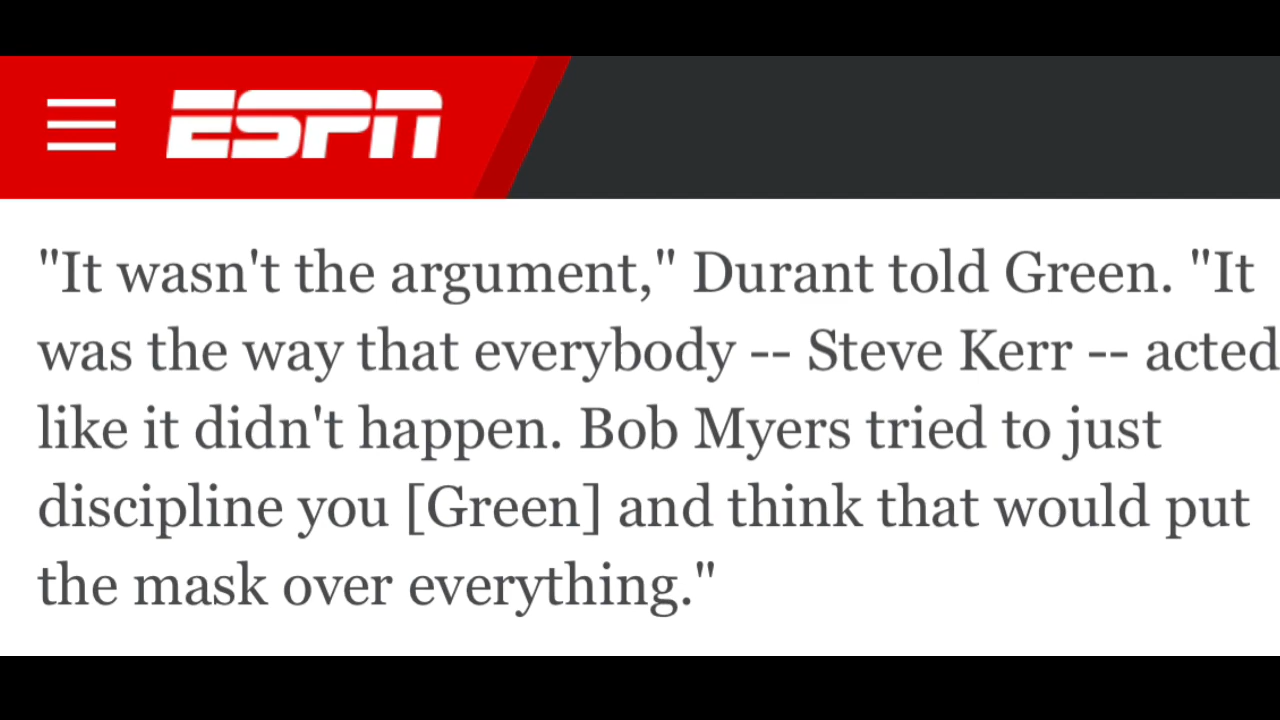 ESPN
"It wasn't the argument," Durant told Green. "It
was the way that everybody -- Steve Kerr -- acted
like it didn't happen. Bob Myers tried to just
discipline you [Green] and think that would put
the mask over everything."